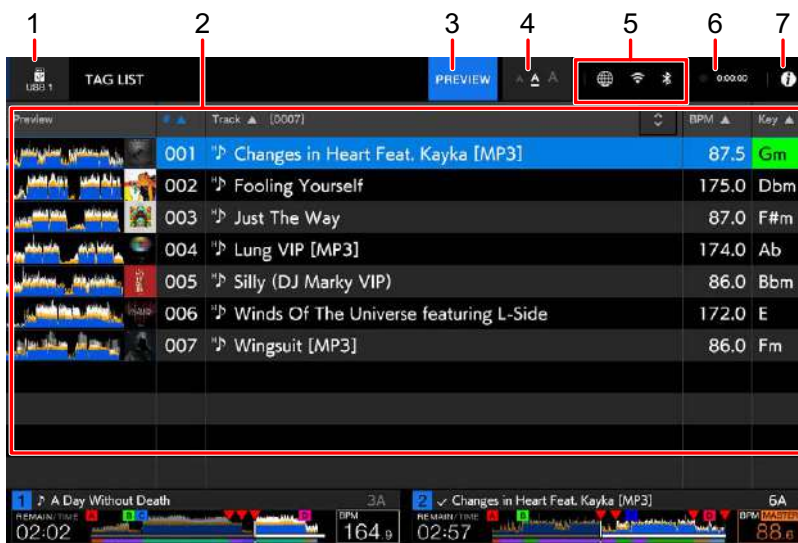 1 2 3 4 5 6 7
USB 1 TAG LIST PREVIEW A A A 0:00:00 i
Preview # ▲ Track ▲ [0007] BPM ▲ Key ▲
001 Changes in Heart Feat. Kayka [MP3] 87.5 Gm
002 Fooling Yourself 175.0 Dbm
003 Just The Way 87.0 F#m
004 Lung VIP [MP3] 174.0 Ab
005 Silly (DJ Marky VIP) 86.0 Bbm
006 Winds Of The Universe featuring L-Side 172.0 E
007 Wingsuit [MP3] 86.0 Fm
1 A Day Without Death 3A 2 ✓ Changes in Heart Feat. Kayka [MP3] 6A
REMAIN/TIME A B C D BPM REMAIN/TIME A B D BPM MASTER
02:02 164.9 02:57 88.6